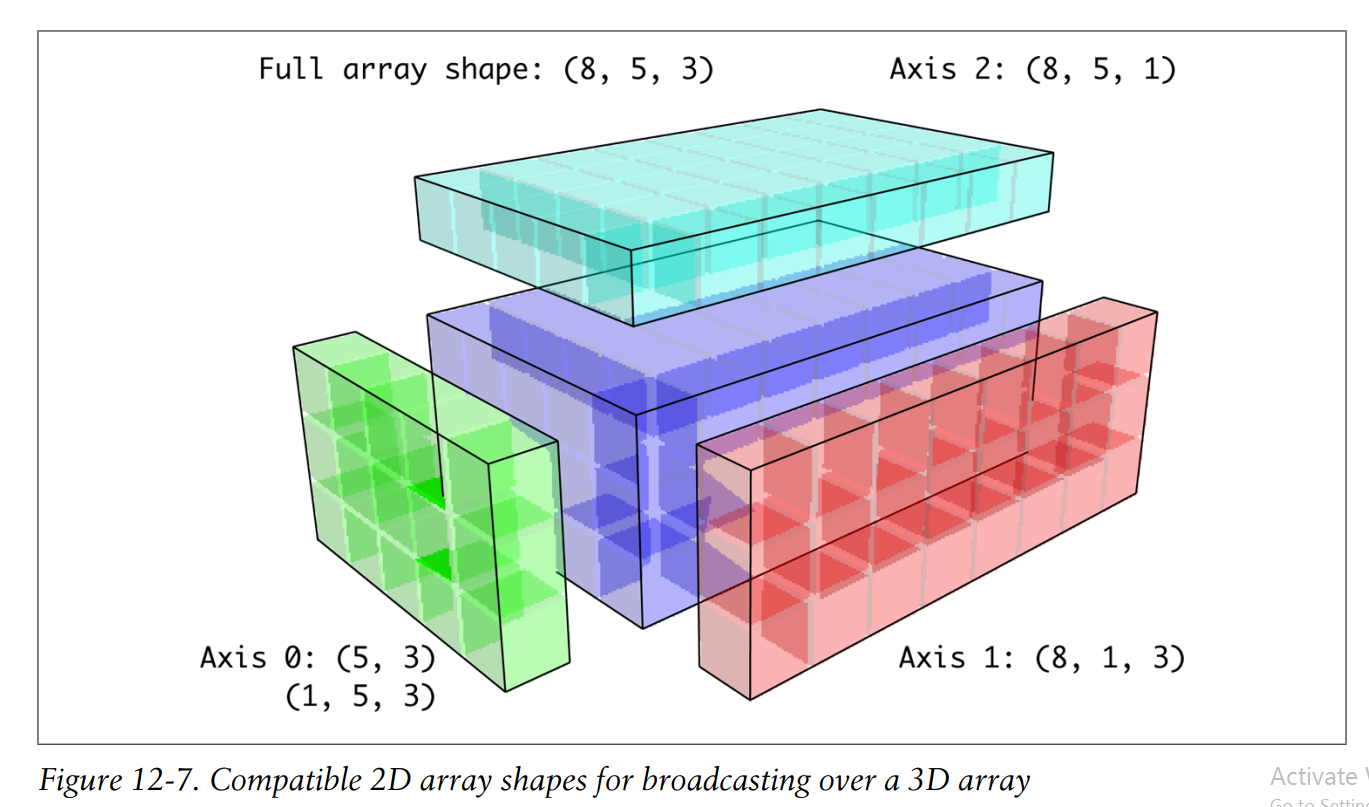 Full array shape: (8, 5, 3)
Axis 2: (8, 5, 1)
Axis 0: (5, 3)
(1, 5, 3)
Axis 1: (8, 1, 3)
Figure 12-7. Compatible 2D array shapes for broadcasting over a 3D array
Activate
Go to